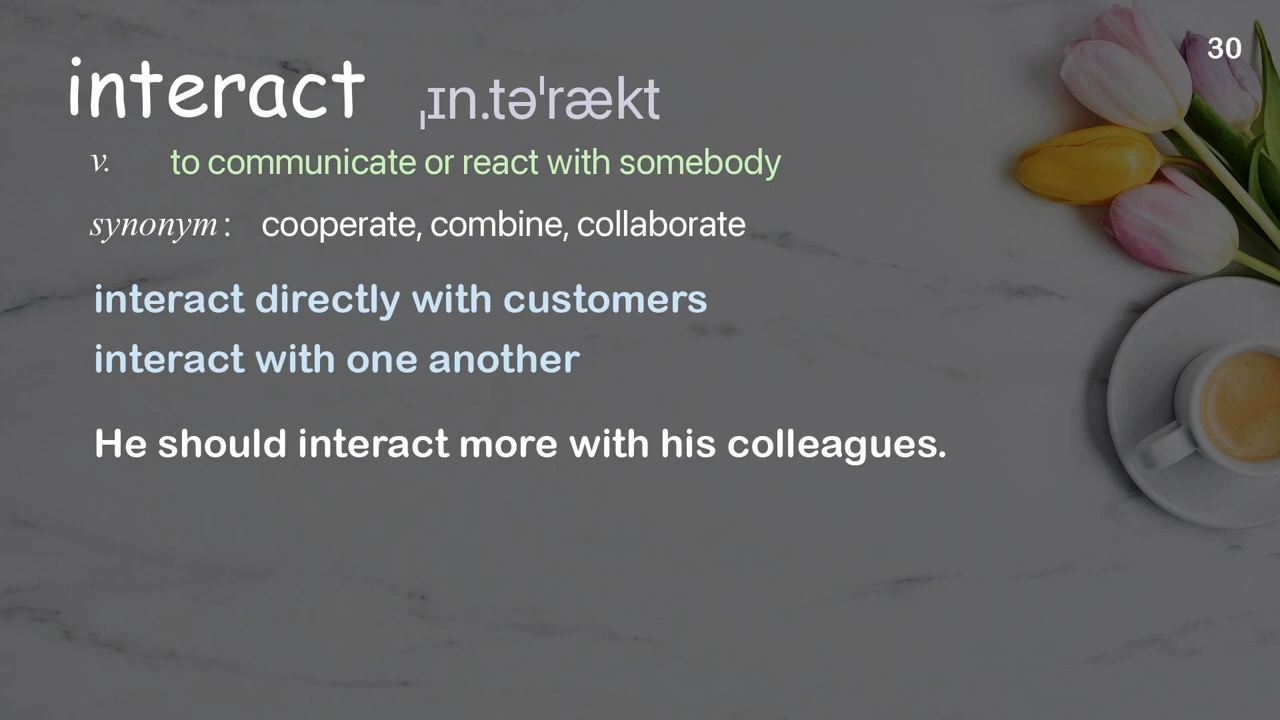 30
interact ˌɪn.təˈrækt
v. to communicate or react with somebody
synonym: cooperate, combine, collaborate
interact directly with customers
interact with one another
He should interact more with his colleagues.